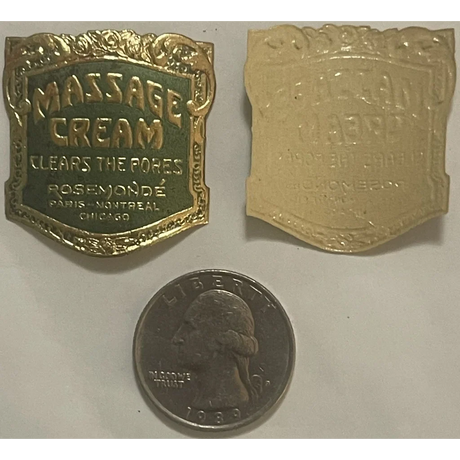 MASSAGE
CREAM
CLEARS THE PORES
ROSEMONDÉ
PARIS-MONTREAL
CHICAGO
LIBERTY
IN GOD WE
TRUST
1989